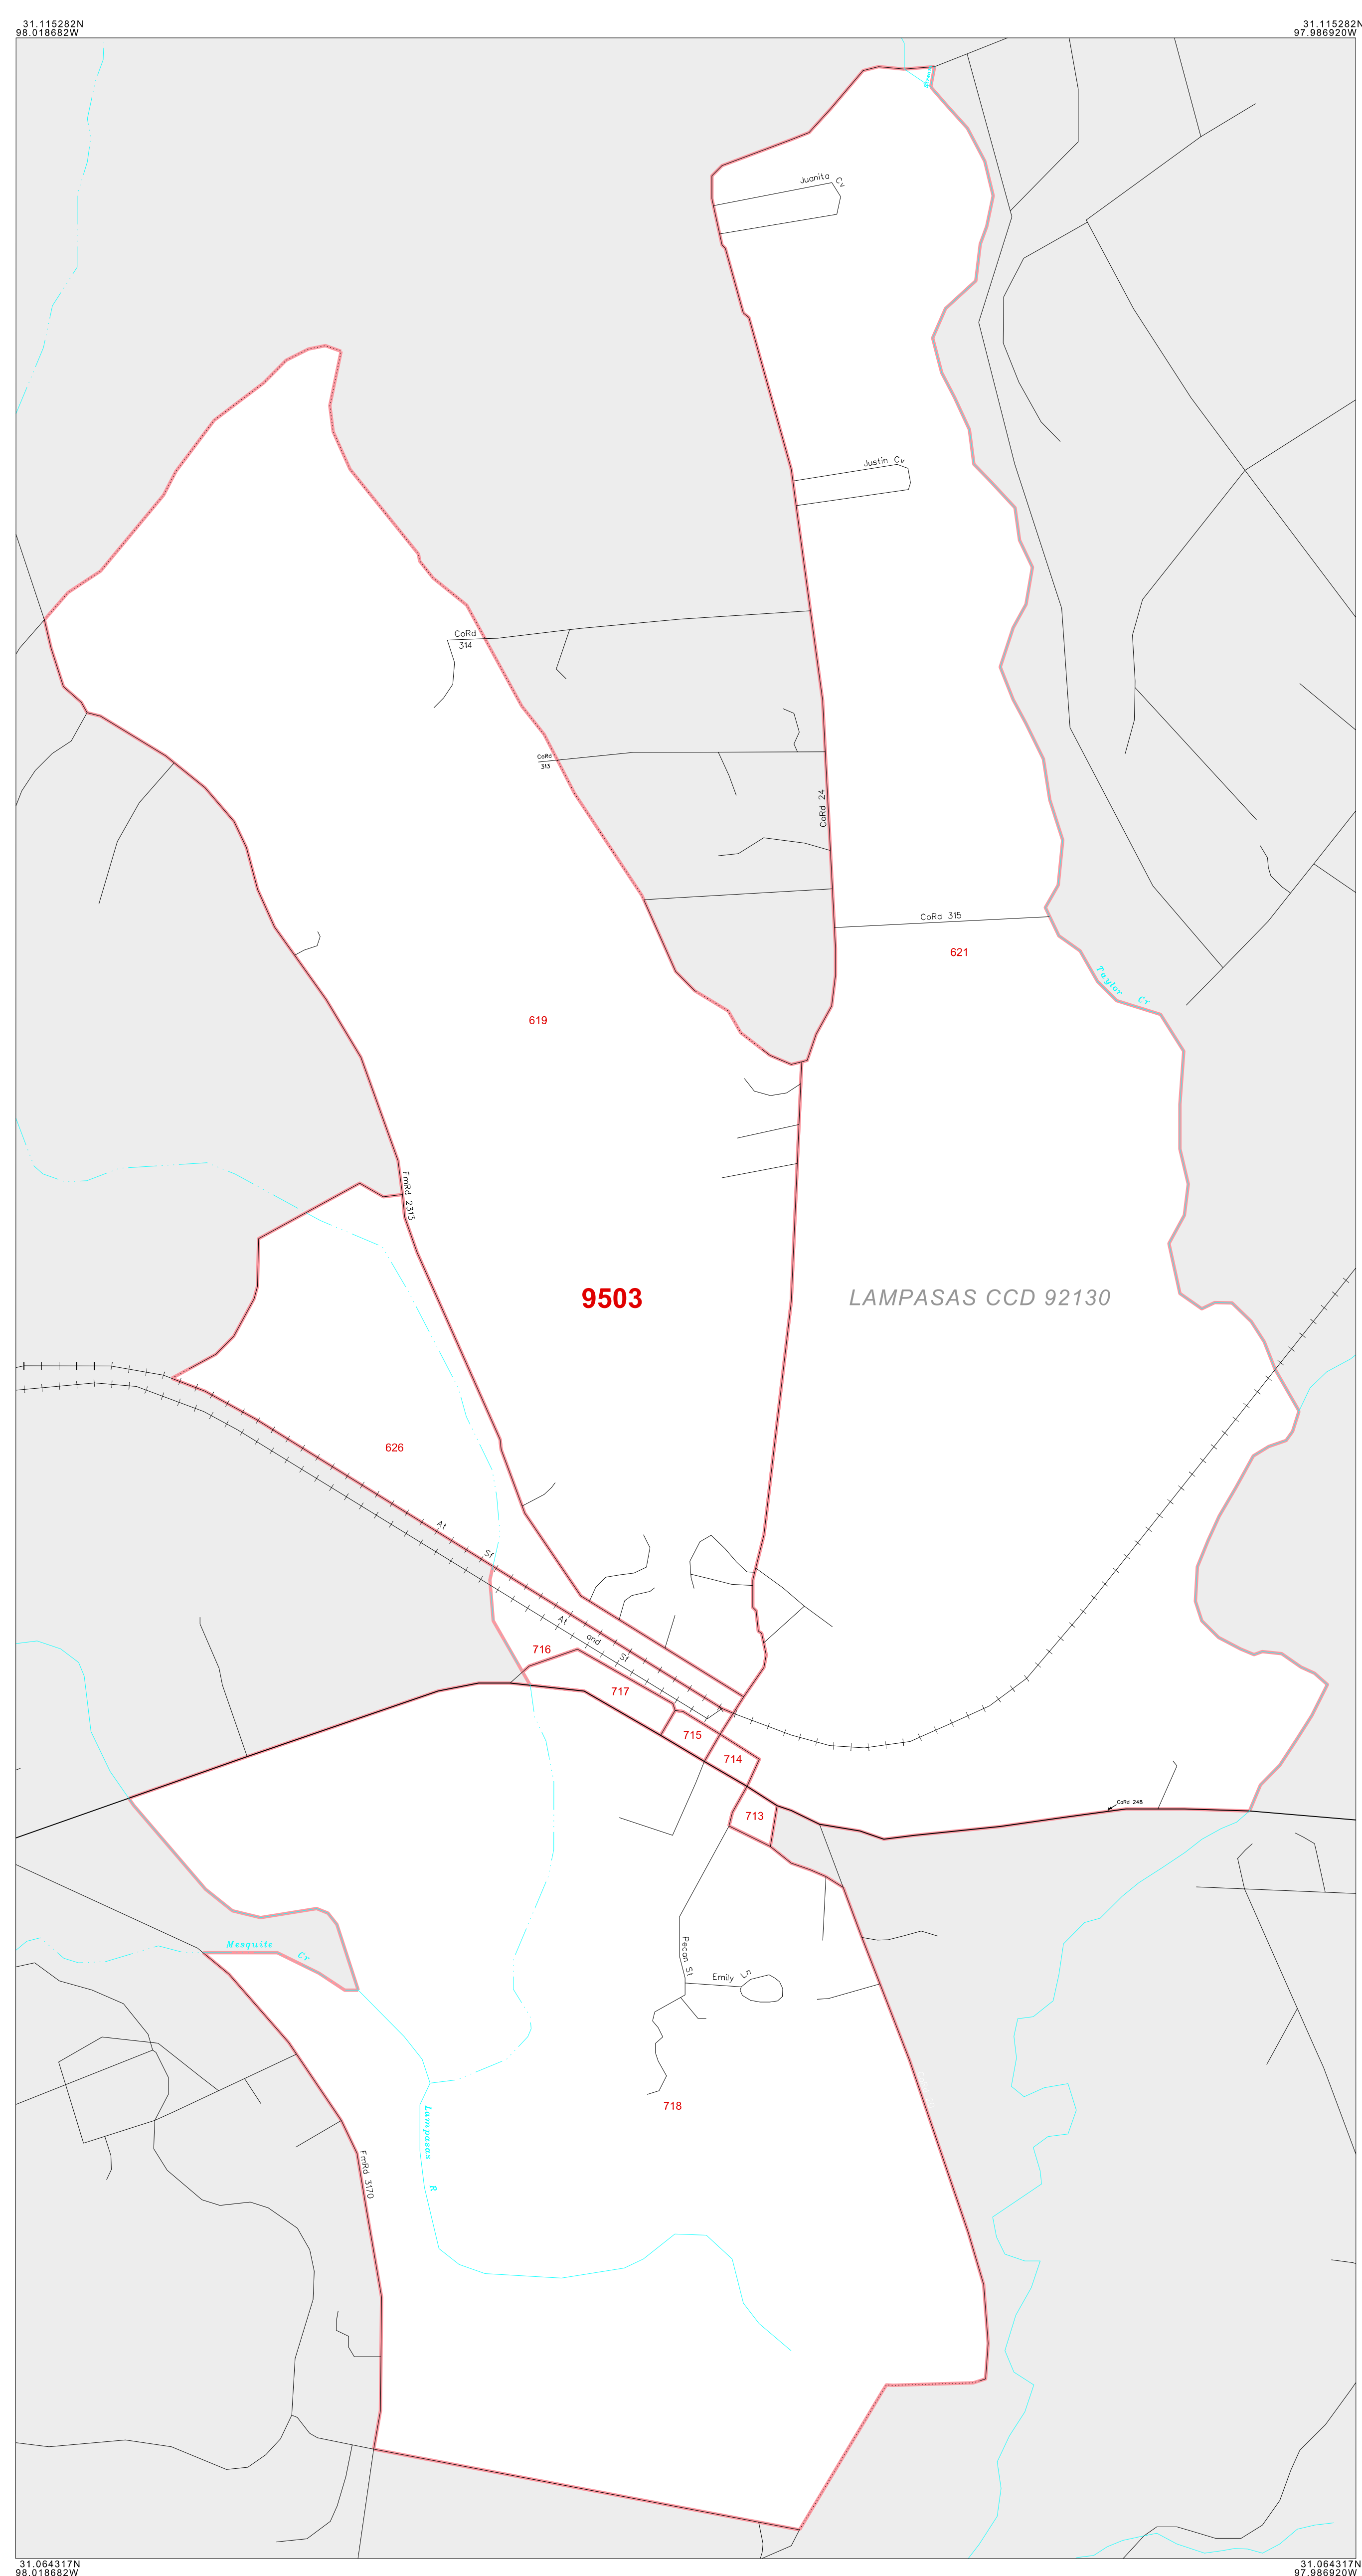 31.115282N
98.018682W
31.115282N
97.986920W
Juanita Cv
Justin Cv
CoRd
314
CoRd
313
CoRd 24
CoRd 315
621
Taylor Cr
619
FmRd 2313
9503
LAMPASAS CCD 92130
626
At Sf
At and Sf
716
717
715
714
713
CoRd 248
Mesquite Cr
Pecan St
Emily Ln
718
Lampasas R
FmRd 3170
31.064317N
98.018682W
31.064317N
97.986920W